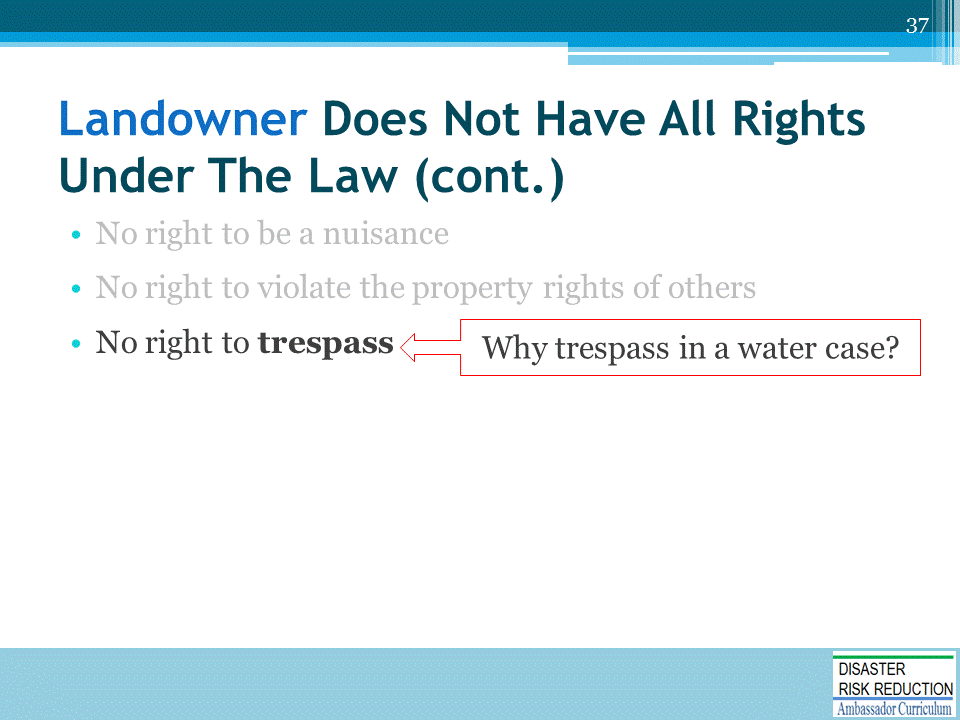 37
Landowner Does Not Have All Rights
Under The Law (cont.)
• No right to be a nuisance
• No right to violate the property rights of others
• No right to trespass
Why trespass in a water case?
DISASTER
RISK REDUCTION
Ambassador Curriculum